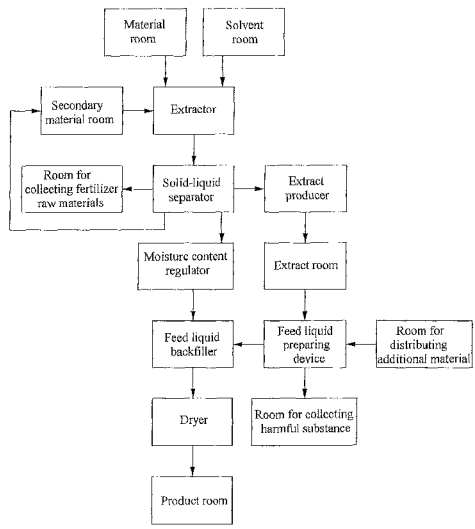 Material
room
Solvent
room
Secondary
material room
Extractor
Room for
collecting fertilizer
raw materials
Solid-liquid
separator
Extract
producer
Moisture content
regulator
Extract room
Feed liquid
backfiller
Feed liquid
preparing
device
Room for
distributing
additional material
Dryer
Room for collecting
harmful substance
Product room